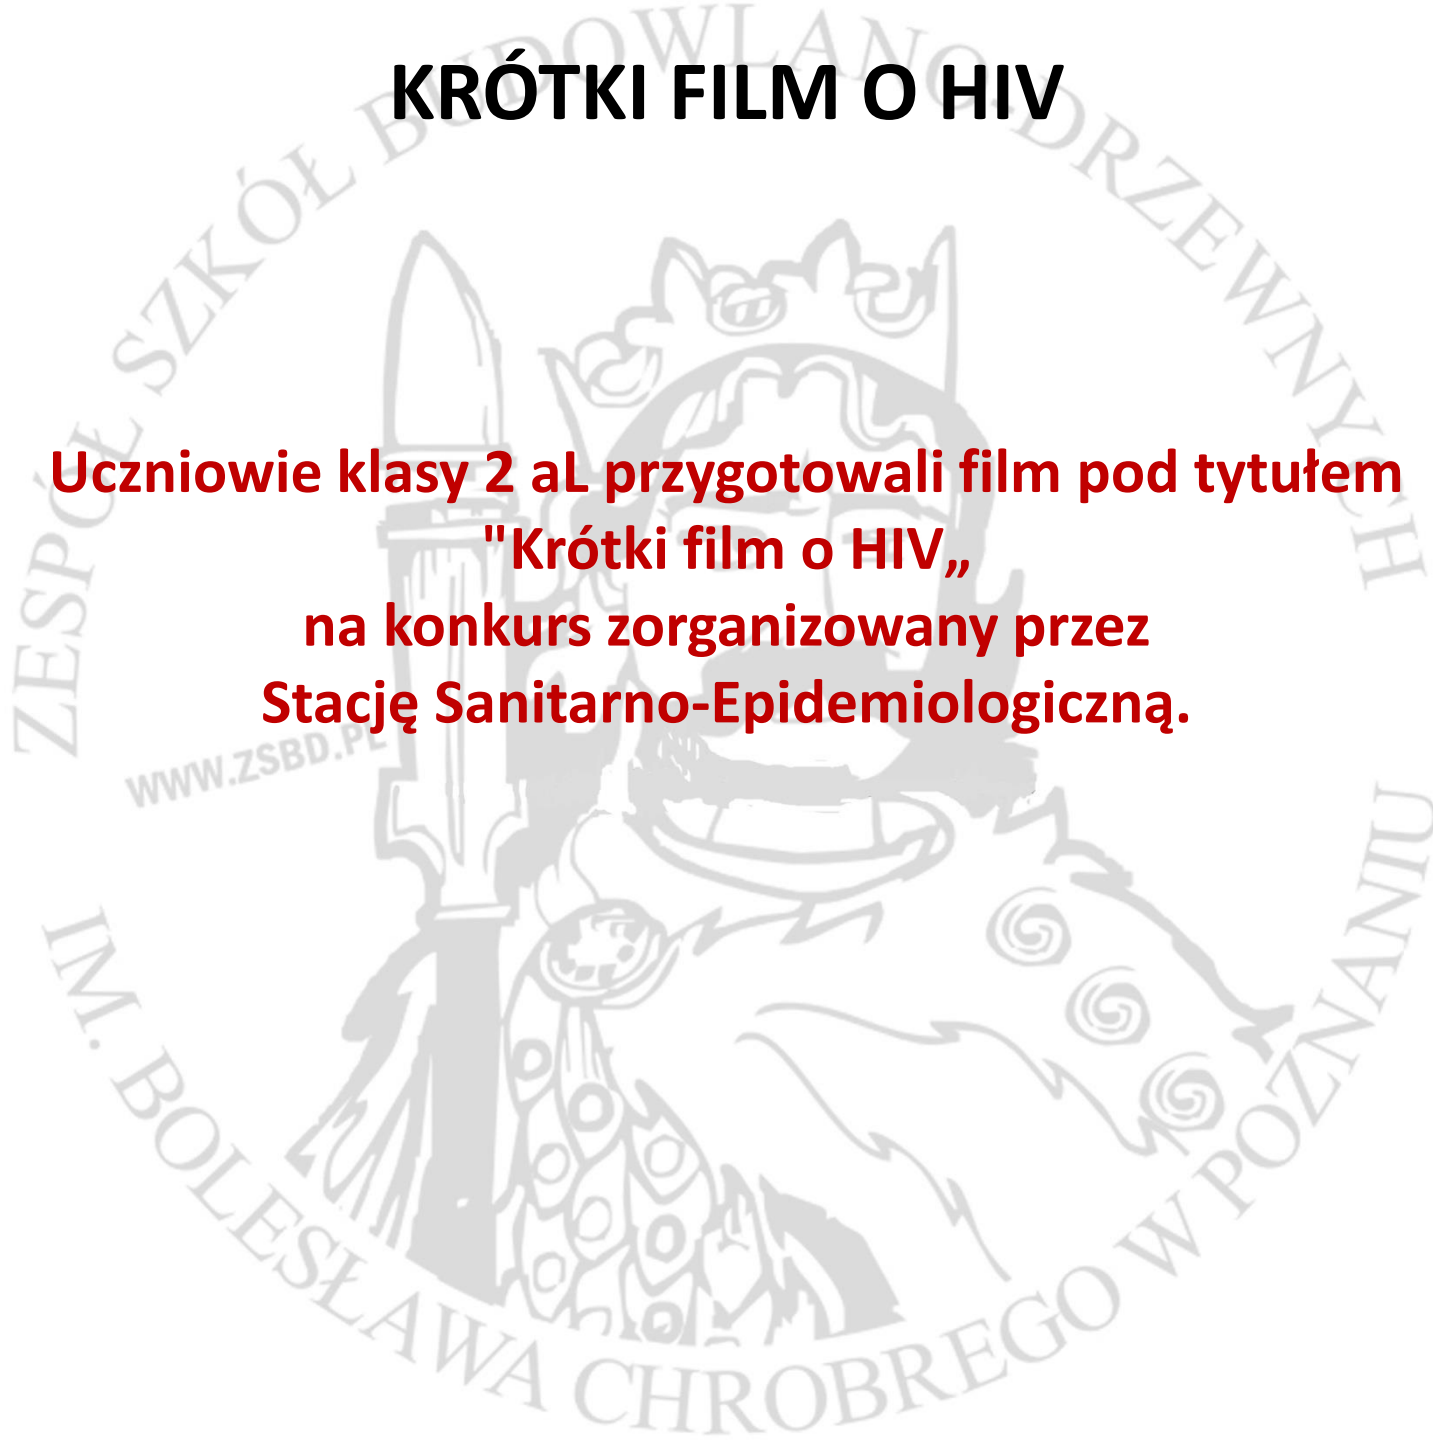 KRÓTKI FILM O HIV
Uczniowie klasy 2 aL przygotowali film pod tytułem
"Krótki film o HIV„
na konkurs zorganizowany przez
Stację Sanitarno-Epidemiologiczną.
ZESPÓŁ SZKÓŁ BUDOWLANO-DRZEWNYCH
WWW.ZSBD.PL
IM. BOLESŁAWA CHROBREGO W POZNANIU